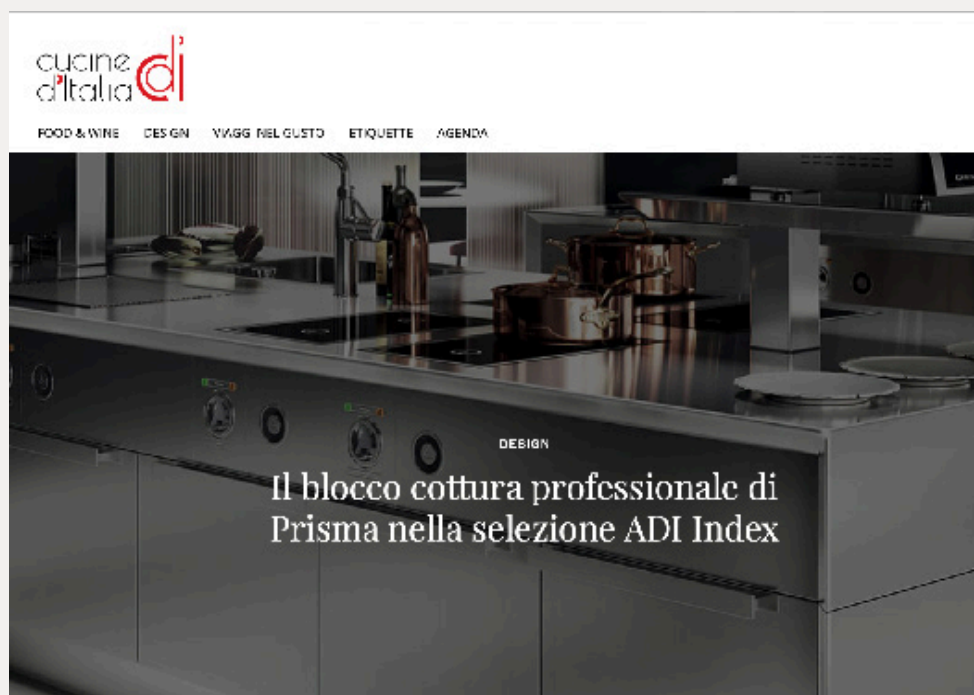 cucine
d'Italia
FOOD & WINE DESIGN VIAGGI NEL GUSTO ETIQUETTE AGENDA
DESIGN
Il blocco cottura professionale di
Prisma nella selezione ADI Index